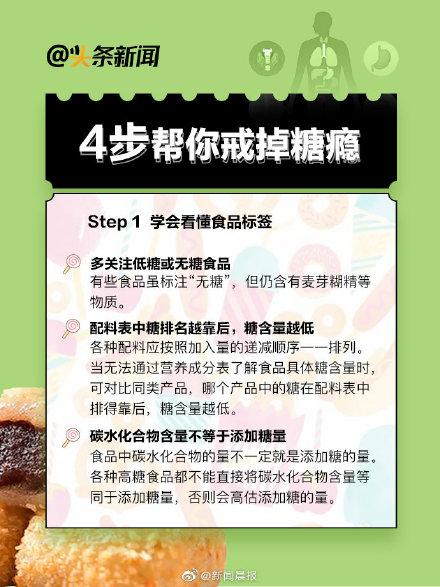 @头条新闻
4步帮你戒掉糖瘾
Step 1 学会看懂食品标签
多关注低糖或无糖食品
有些食品虽标注“无糖”，但仍含有麦芽糊精等
物质。
配料表中糖排名越靠后，糖含量越低
各种配料应按照加入量的递减顺序一一排列。
当无法通过营养成分表了解食品具体糖含量时，
可对比同类产品，哪个产品中的糖在配料表中
排得靠后，糖含量越低。
碳水化合物含量不等于添加糖量
食品中碳水化合物的量不一定就是添加糖的量。
各种高糖食品都不能直接将碳水化合物含量等
同于添加糖量，否则会高估添加糖的量。
@新闻晨报